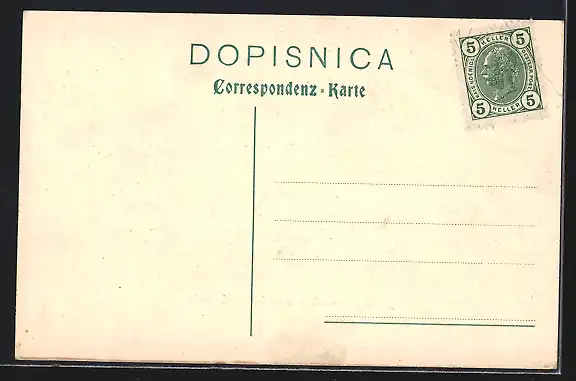 DOPISNICA
Correspondenz-Karte
5 HELLER 5
5 HELLER 5